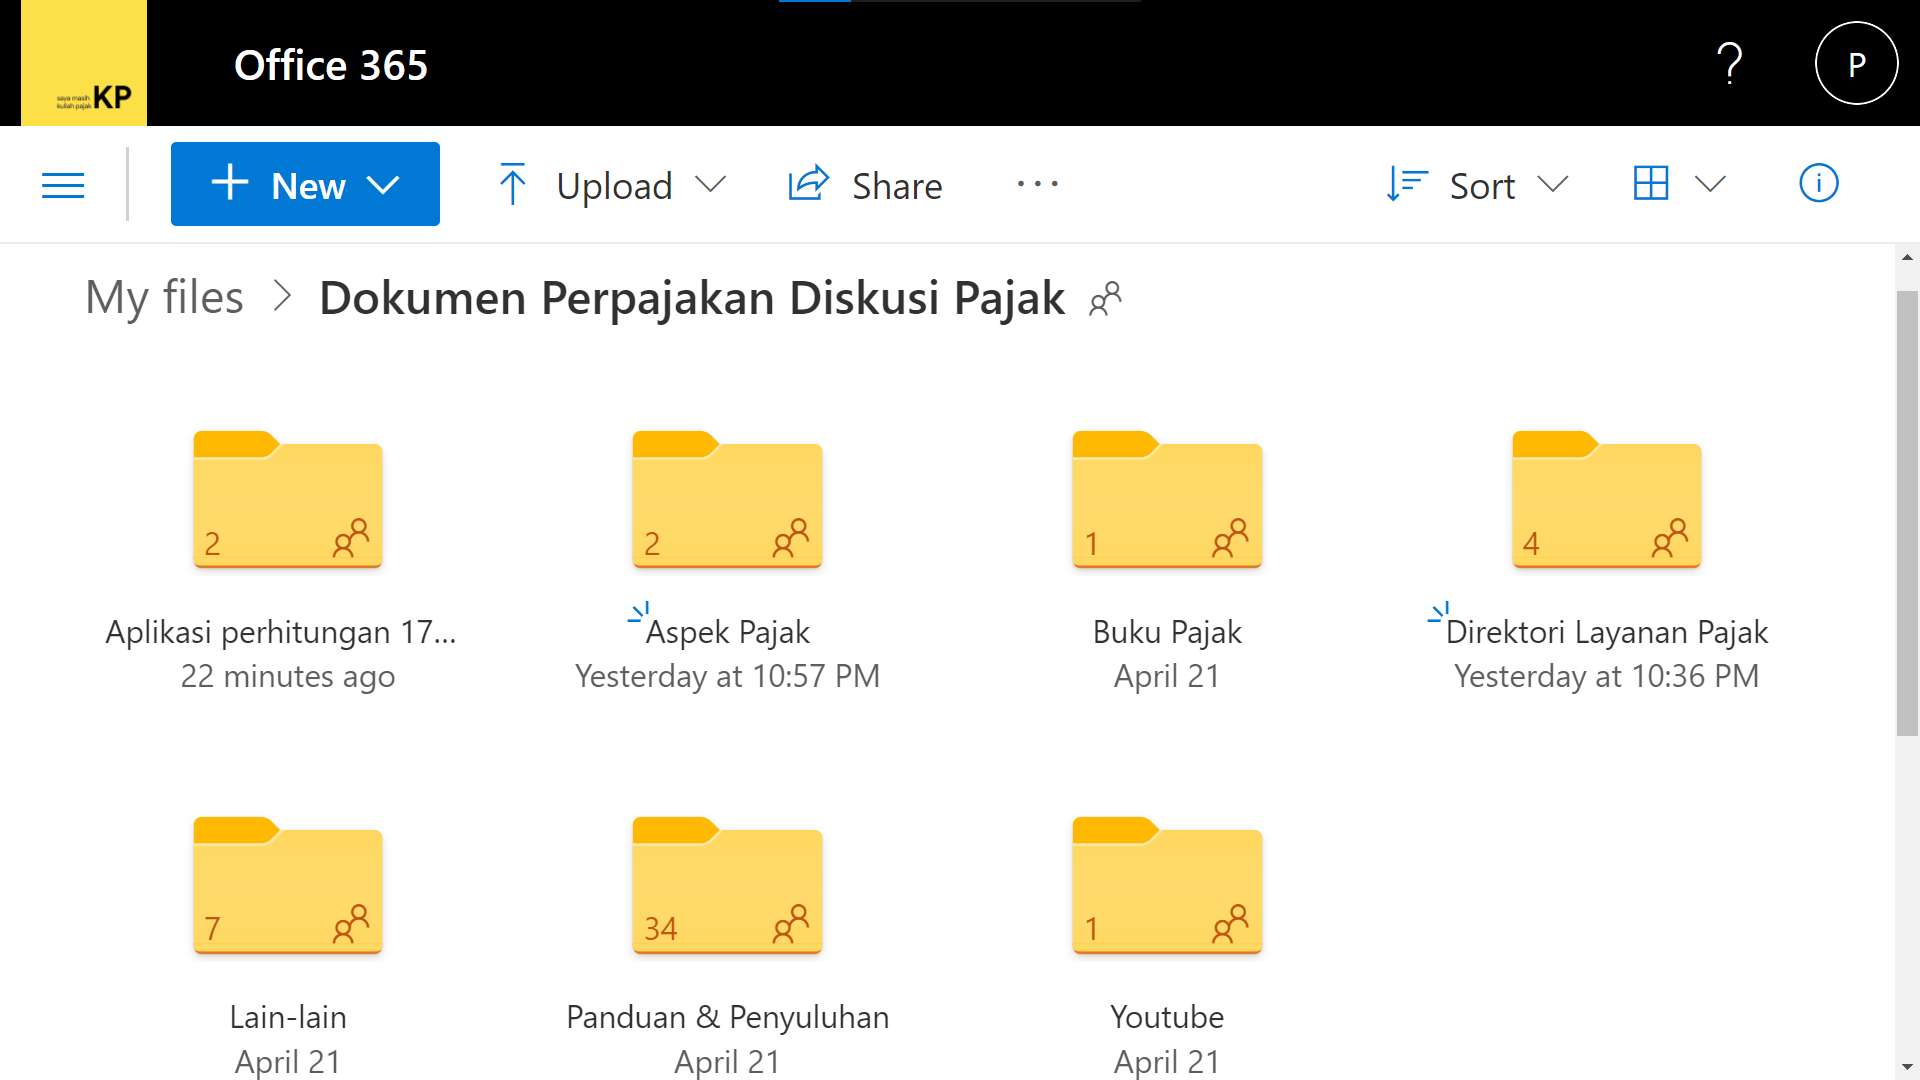 saya masih
kuliah pajak KP
Office 365
P
New
Upload
Share
Sort
My files
Dokumen Perpajakan Diskusi Pajak
2
2
1
4
Aplikasi perhitungan 17...
Aspek Pajak
Buku Pajak
Direktori Layanan Pajak
22 minutes ago
Yesterday at 10:57 PM
April 21
Yesterday at 10:36 PM
7
34
1
Lain-lain
Panduan & Penyuluhan
Youtube
April 21
April 21
April 21